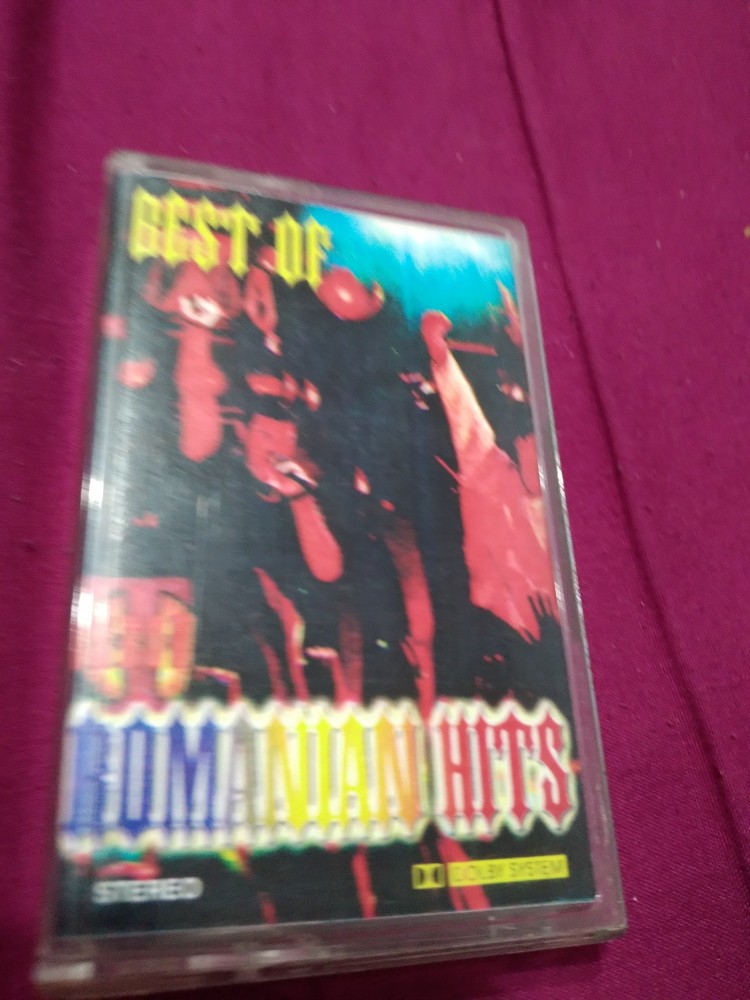 BEST OF
ROMANIAN HITS
STEREO
DOLBY SYSTEM